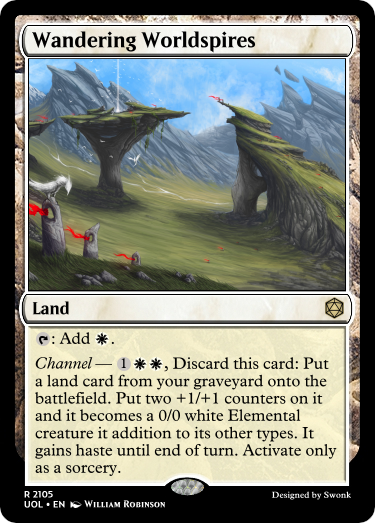 Wandering Worldspires
Land
: Add .
Channel — 1, Discard this card: Put
a land card from your graveyard onto the
battlefield. Put two +1/+1 counters on it
and it becomes a 0/0 white Elemental
creature it addition to its other types. It
gains haste until end of turn. Activate only
as a sorcery.
R 2105
UOL • EN William Robinson
Designed by Swonk